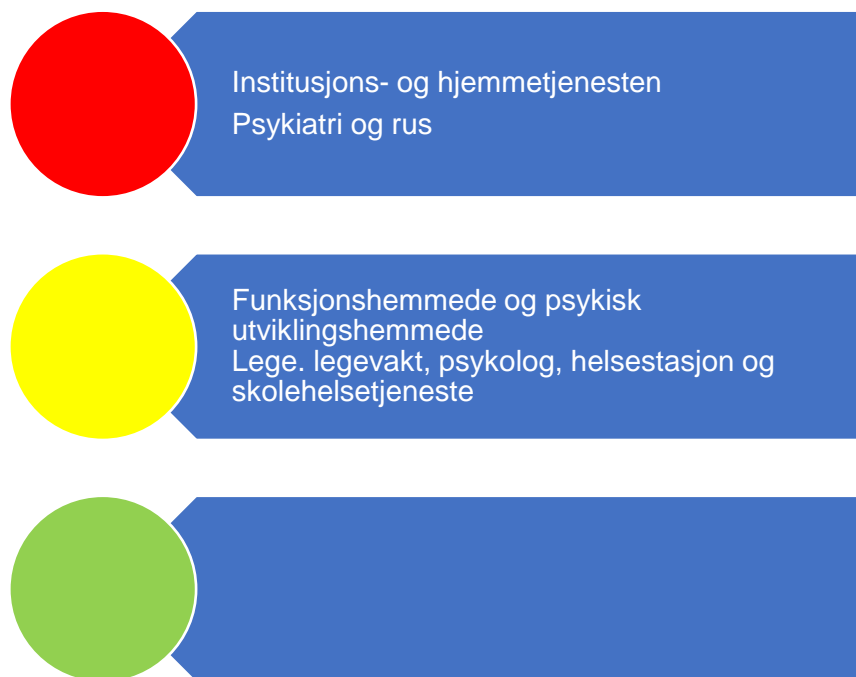 Institusjons- og hjemmetjenesten
Psykiatri og rus
Funksjonshemmede og psykisk
utviklingshemmede
Lege. legevakt, psykolog, helsestasjon og
skolehelsetjeneste